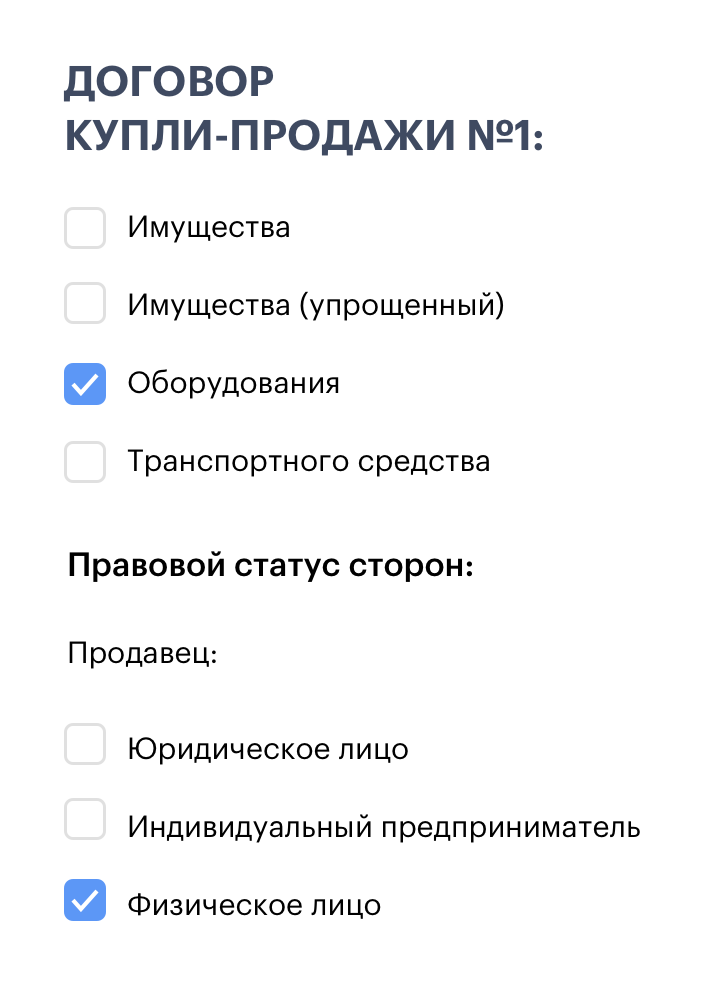 ДОГОВОР
КУПЛИ-ПРОДАЖИ №1:
Имущества
Имущества (упрощенный)
Оборудования
Транспортного средства
Правовой статус сторон:
Продавец:
Юридическое лицо
Индивидуальный предприниматель
Физическое лицо